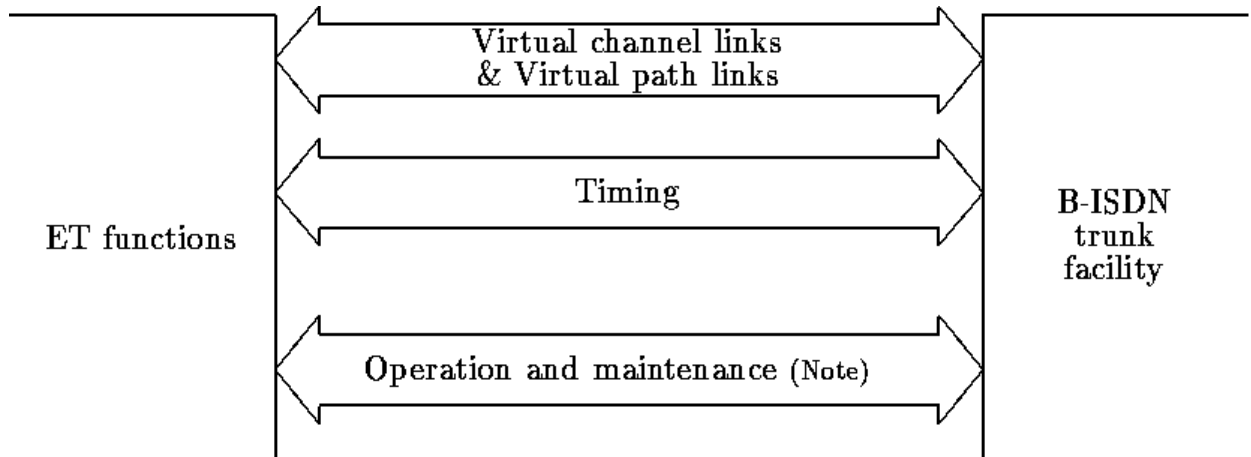 Virtual channel links
& Virtual path links
Timing
ET functions
B-ISDN
trunk
facility
Operation and maintenance (Note)